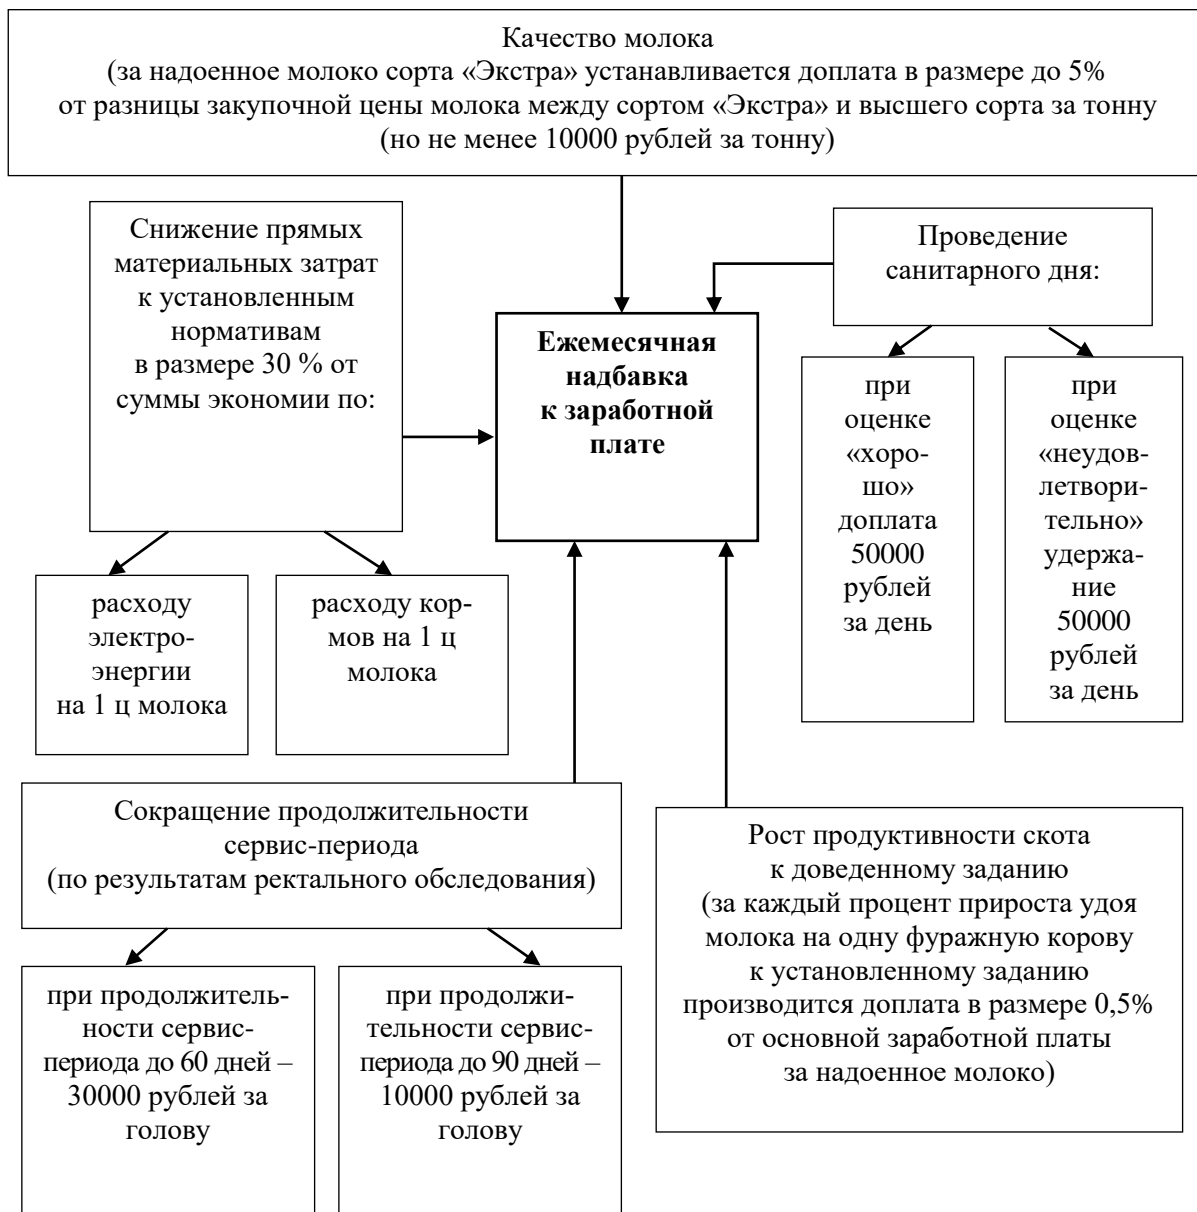 Качество молока
(за надоенное молоко сорта «Экстра» устанавливается доплата в размере до 5%
от разницы закупочной цены молока между сортом «Экстра» и высшего сорта за тонну
(но не менее 10000 рублей за тонну)
Снижение прямых
материальных затрат
к установленным
нормативам
в размере 30 % от
суммы экономии по:
Проведение
санитарного дня:
Ежемесячная
надбавка
к заработной
плате
при
оценке
«хоро-
шо»
доплата
50000
рублей
за день
при
оценке
«неудов-
летвори-
тельно»
удержа-
ние
50000
рублей
за день
расходу
электро-
энергии
на 1 ц молока
расходу кор-
мов на 1 ц
молока
Сокращение продолжительности
сервис-периода
(по результатам ректального обследования)
Рост продуктивности скота
к доведенному заданию
(за каждый процент прироста удоя
молока на одну фуражную корову
к установленному заданию
производится доплата в размере 0,5%
от основной заработной платы
за надоенное молоко)
при продолжитель-
ности сервис-
периода до 60 дней –
30000 рублей за
голову
при продолжи-
тельности сервис-
периода до 90 дней –
10000 рублей за
голову